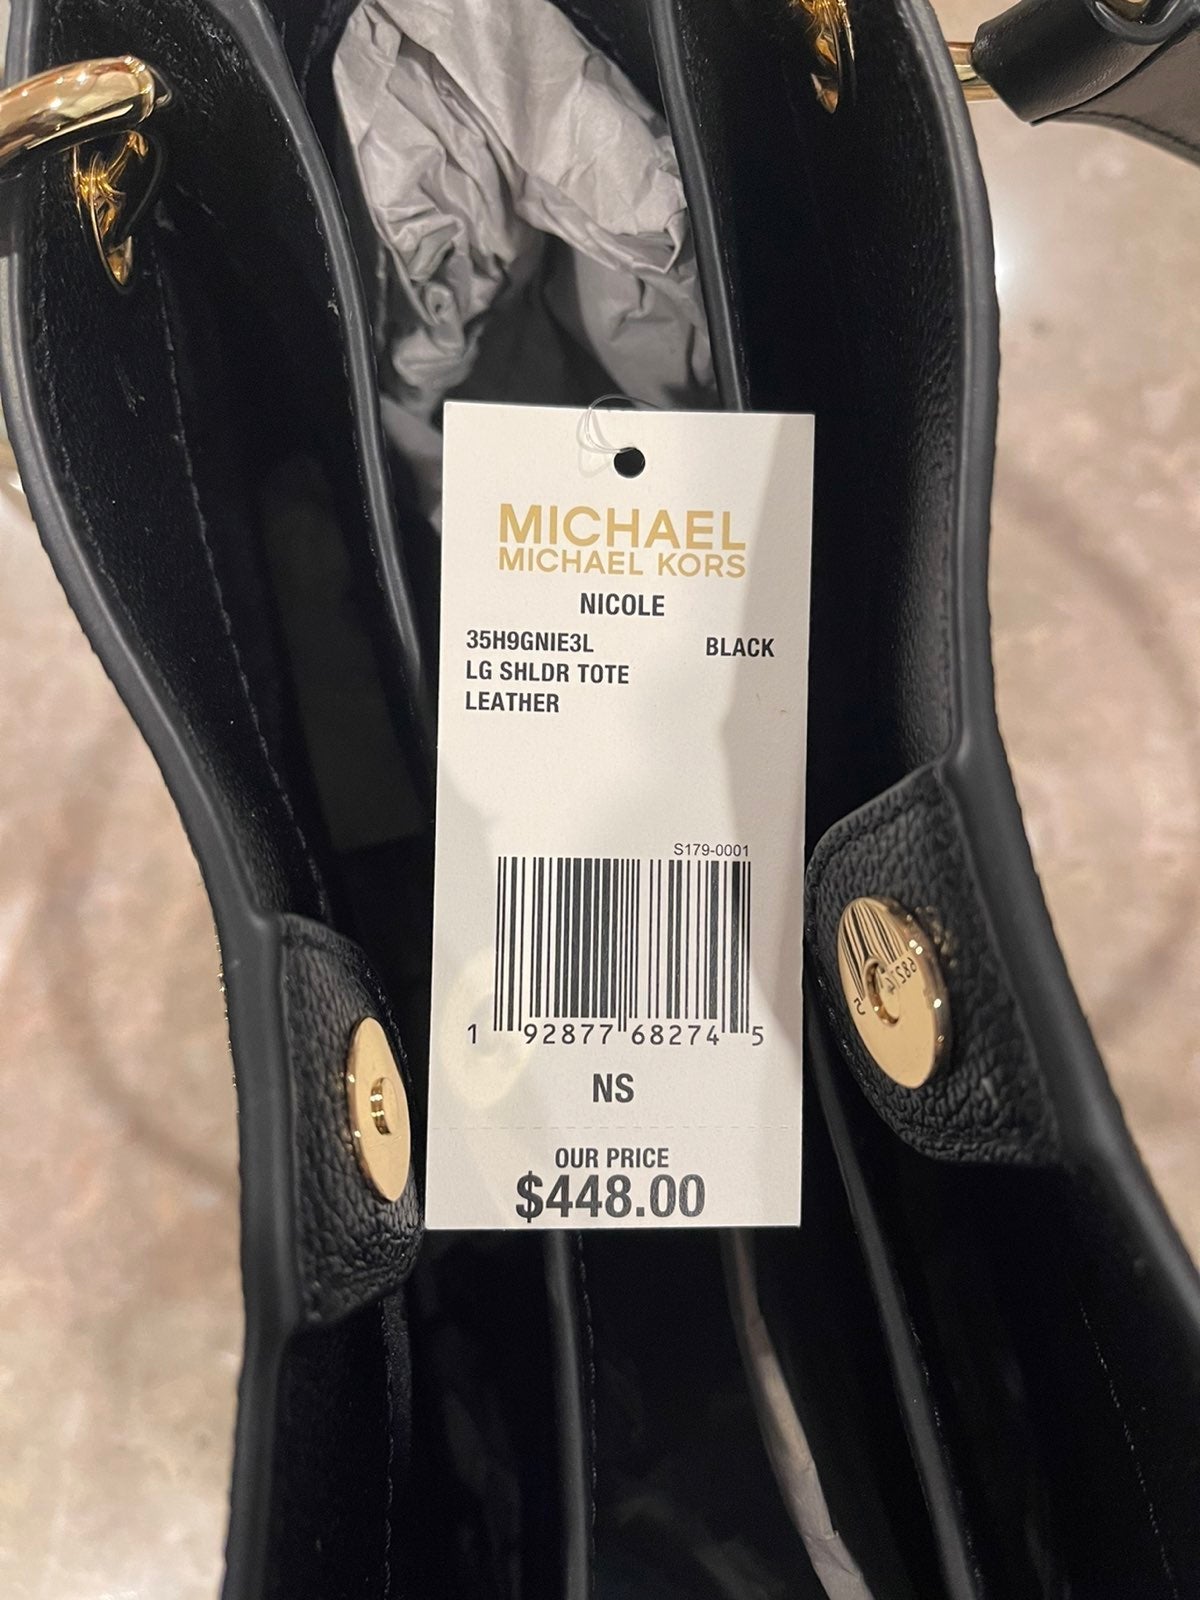 MICHAEL
MICHAEL KORS
NICOLE
35H9GNIE3L BLACK
LG SHLDR TOTE
LEATHER
S179-0001
1 92877 68274 5
NS
OUR PRICE
$448.00